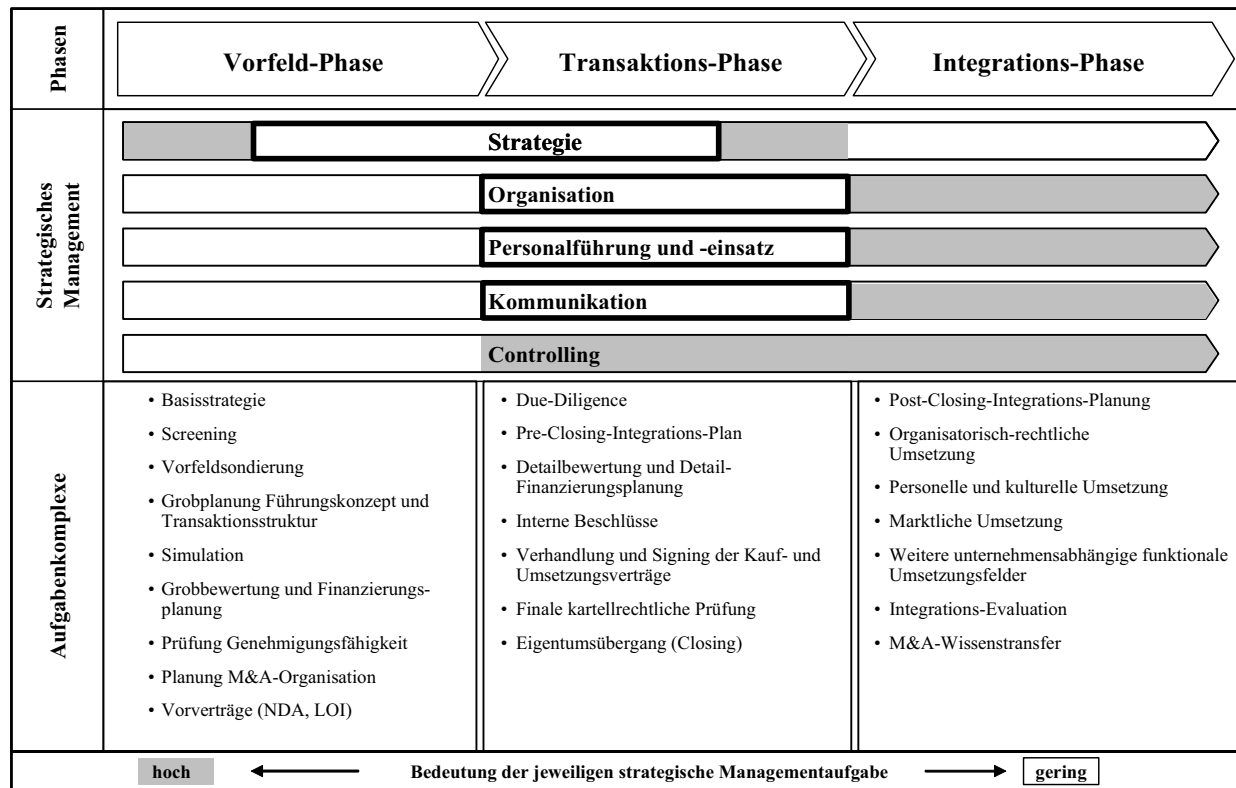 Phasen
Vorfeld-Phase
Transaktions-Phase
Integrations-Phase
Strategisches
Management
Strategie
Organisation
Personalführung und -einsatz
Kommunikation
Controlling
Aufgabenkomplexe
• Basisstrategie
• Screening
• Vorfeldsondierung
• Grobplanung Führungskonzept und
Transaktionsstruktur
• Simulation
• Grobbewertung und Finanzierungs-
planung
• Prüfung Genehmigungsfähigkeit
• Planung M&A-Organisation
• Vorverträge (NDA, LOI)
• Due-Diligence
• Pre-Closing-Integrations-Plan
• Detailbewertung und Detail-
Finanzierungsplanung
• Interne Beschlüsse
• Verhandlung und Signing der Kauf- und
Umsetzungsverträge
• Finale kartellrechtliche Prüfung
• Eigentumsübergang (Closing)
• Post-Closing-Integrations-Planung
• Organisatorisch-rechtliche
Umsetzung
• Personelle und kulturelle Umsetzung
• Marktliche Umsetzung
• Weitere unternehmensabhängige funktionale
Umsetzungsfelder
• Integrations-Evaluation
• M&A-Wissenstransfer
hoch
Bedeutung der jeweiligen strategische Managementaufgabe
gering